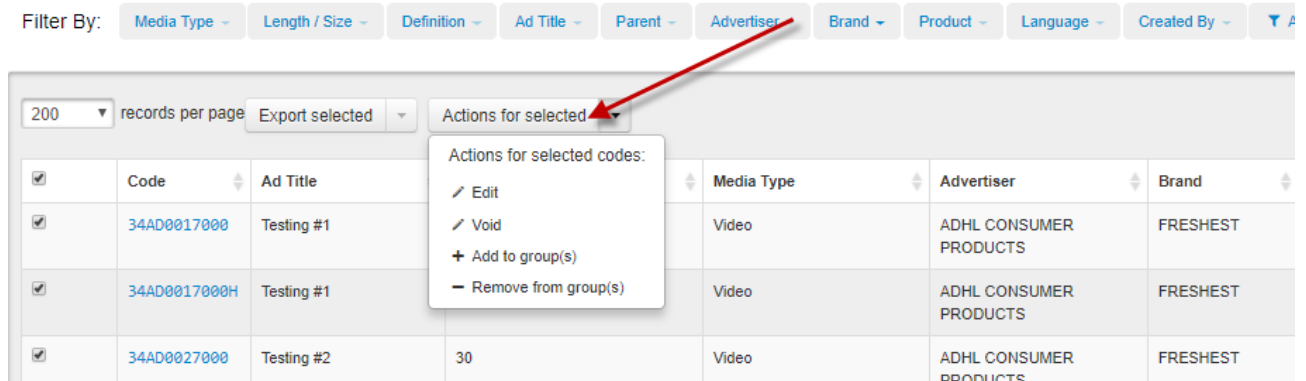 Filter By: Media Type Length / Size Definition Ad Title Parent Advertiser Brand Product Language Created By A
200 records per page Export selected Actions for selected
Actions for selected codes:
Edit
Void
+ Add to group(s)
− Remove from group(s)
Code Ad Title Media Type Advertiser Brand
34AD0017000 Testing #1 Video ADHL CONSUMER FRESHEST
PRODUCTS
34AD0017000H Testing #1 Video ADHL CONSUMER FRESHEST
PRODUCTS
34AD0027000 Testing #2 30 Video ADHL CONSUMER FRESHEST
PRODUCTS